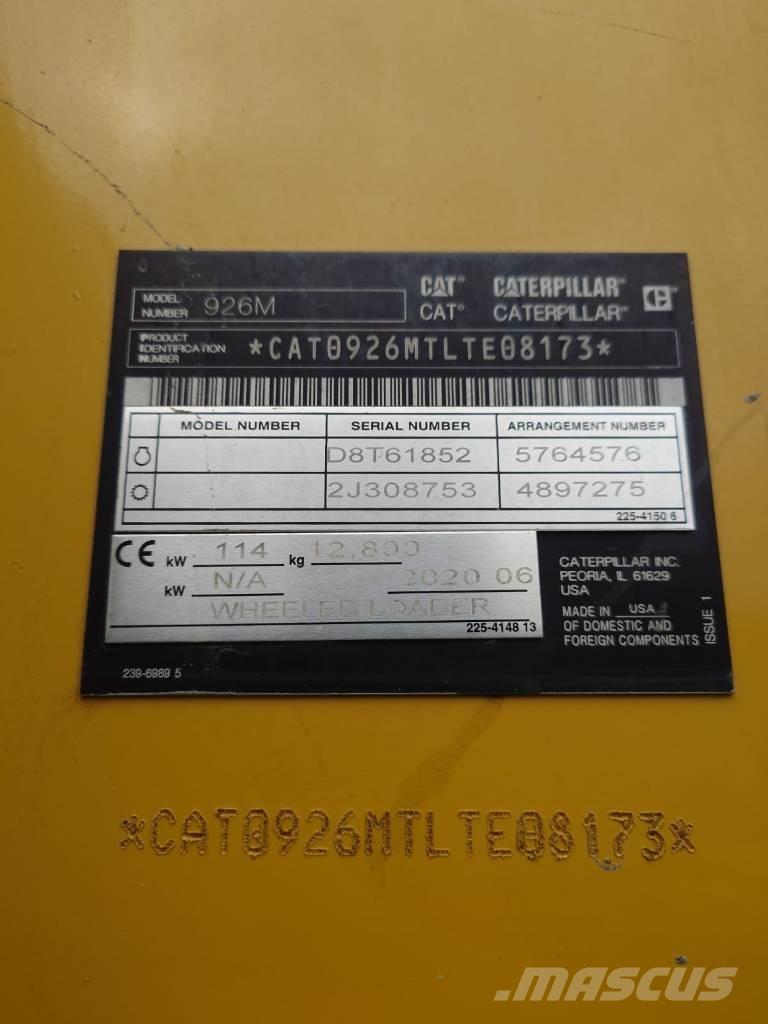 CAT CATERPILLAR
MODEL NUMBER 926M
CAT® CATERPILLAR®
PRODUCT IDENTIFICATION NUMBER *CAT0926MTLTE08173*
MODEL NUMBER SERIAL NUMBER ARRANGEMENT NUMBER
D8T61852 5764576
2J308753 4897275
225-4150 6
CE kW 114 kg 12,800
kW N/A 2020 06
WHEELED LOADER
225-4148 13
CATERPILLAR INC.
PEORIA, IL 61629
USA
MADE IN USA
OF DOMESTIC AND
FOREIGN COMPONENTS
ISSUE 1
239-6989 5
*CAT0926MTLTE08173*
MASCUS